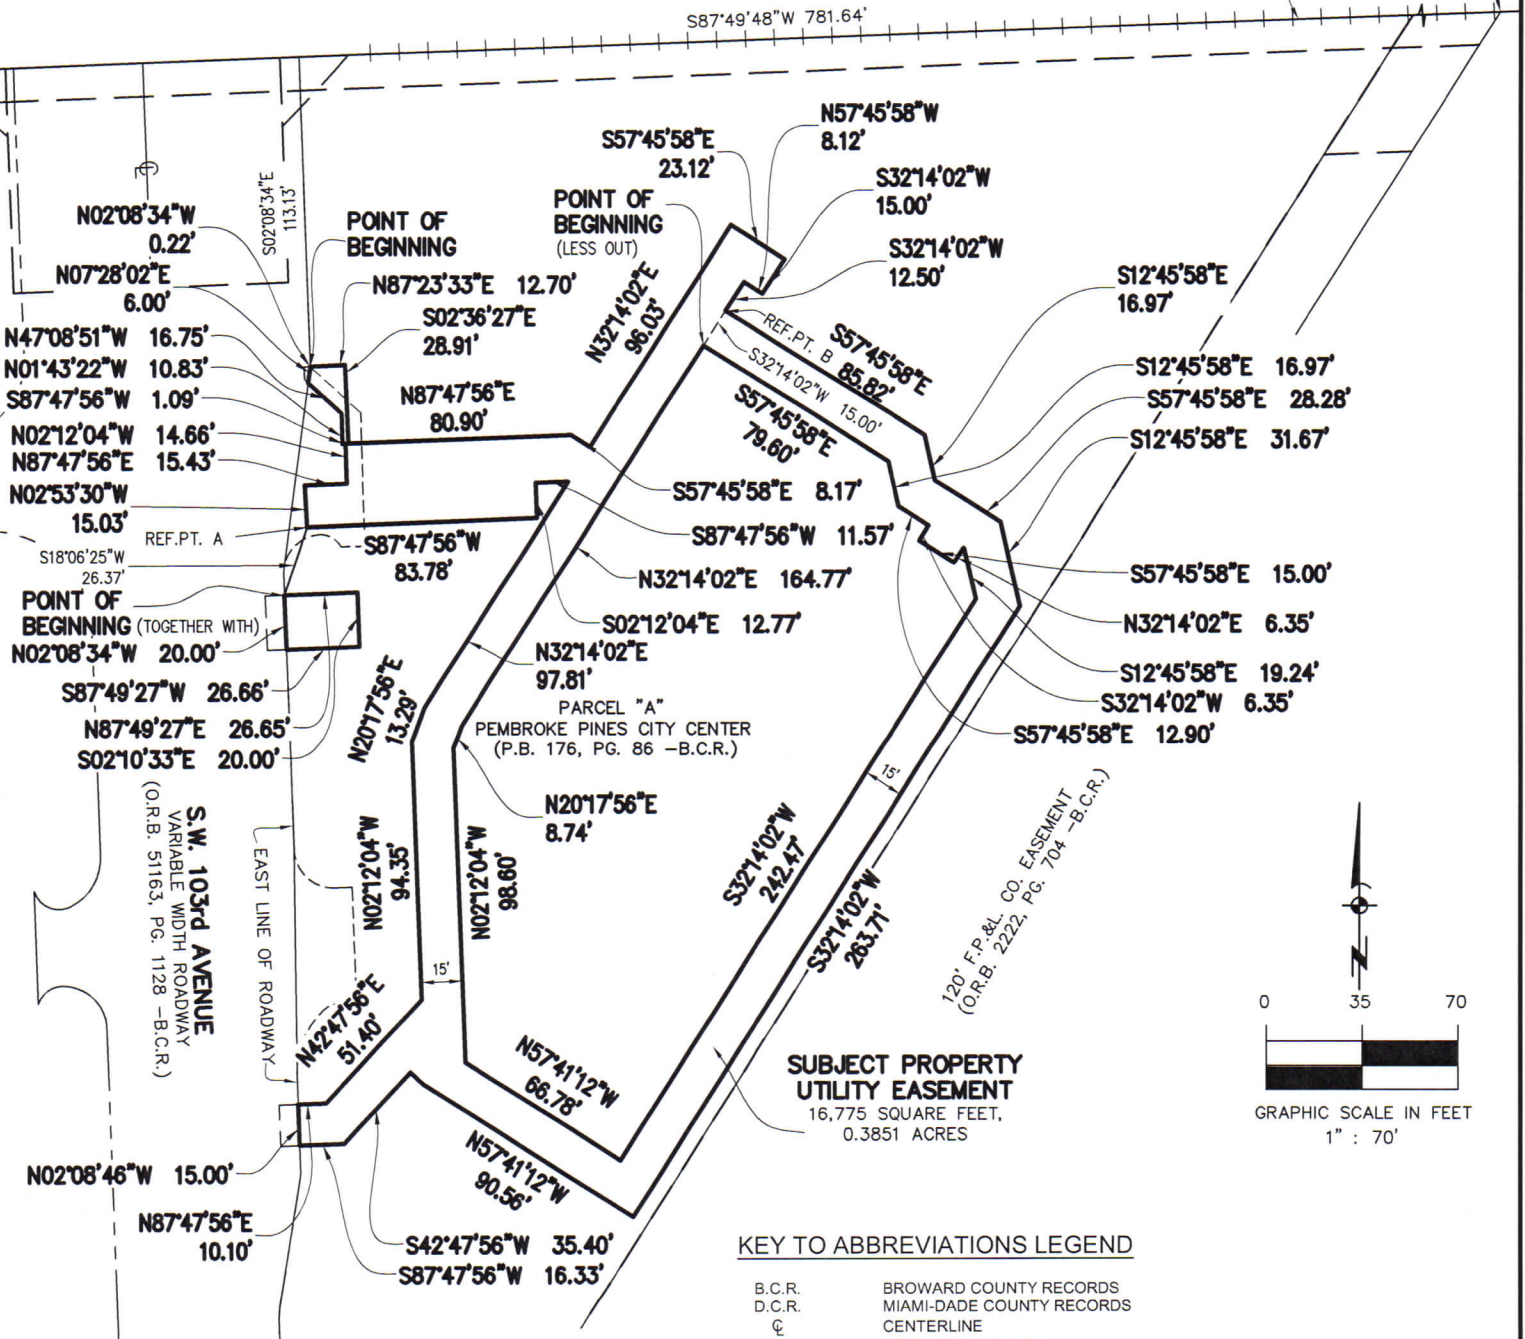 S87°49'48"W 781.64'
N57°45'58"W
8.12'
S57°45'58"E
23.12'
S32°14'02"W
15.00'
POINT OF
BEGINNING
(LESS OUT)
S32°14'02"W
12.50'
S12°45'58"E
16.97'
℄
S02°08'34"E
113.13'
N02°08'34"W
0.22'
POINT OF
BEGINNING
N07°28'02"E
6.00'
N87°23'33"E 12.70'
S02°36'27"E
28.91'
N47°08'51"W 16.75'
N01°43'22"W 10.83'
S87°47'56"W 1.09'
N02°12'04"W 14.66'
N87°47'56"E 15.43'
N02°53'30"W
15.03'
N87°47'56"E
80.90'
N32°14'02"E
96.03'
REF.PT. B
S32°14'02"W 15.00'
S57°45'58"E
85.82'
S57°45'58"E
79.60'
S12°45'58"E 16.97'
S57°45'58"E 28.28'
S12°45'58"E 31.67'
S57°45'58"E 8.17'
S87°47'56"W 11.57'
REF.PT. A
S18°06'25"W
26.37'
S87°47'56"W
83.78'
N32°14'02"E 164.77'
S57°45'58"E 15.00'
POINT OF
BEGINNING (TOGETHER WITH)
N02°08'34"W 20.00'
S02°12'04"E 12.77'
N32°14'02"E 6.35'
N32°14'02"E
97.81'
S12°45'58"E 19.24'
S32°14'02"W 6.35'
S57°45'58"E 12.90'
S87°49'27"W 26.66'
N87°49'27"E 26.65'
S02°10'33"E 20.00'
N20°17'56"E
13.29'
PARCEL "A"
PEMBROKE PINES CITY CENTER
(P.B. 176, PG. 86 –B.C.R.)
N20°17'56"E
8.74'
15'
S.W. 103rd AVENUE
VARIABLE WIDTH ROADWAY
(O.R.B. 51163, PG. 1128 –B.C.R.)
EAST LINE OF ROADWAY
N02°12'04"W
94.35'
N02°12'04"W
98.60'
15'
S32°14'02"W
242.47'
S32°14'02"W
263.71'
120' F.P.&L. CO. EASEMENT
(O.R.B. 2222, PG. 704 –B.C.R.)
N42°47'56"E
51.40'
N57°41'12"W
66.78'
N57°41'12"W
90.56'
SUBJECT PROPERTY
UTILITY EASEMENT
16,775 SQUARE FEET,
0.3851 ACRES
N
0 35 70
GRAPHIC SCALE IN FEET
1" : 70'
N02°08'46"W 15.00'
N87°47'56"E
10.10'
S42°47'56"W 35.40'
S87°47'56"W 16.33'
KEY TO ABBREVIATIONS LEGEND
B.C.R. BROWARD COUNTY RECORDS
D.C.R. MIAMI-DADE COUNTY RECORDS
℄ CENTERLINE